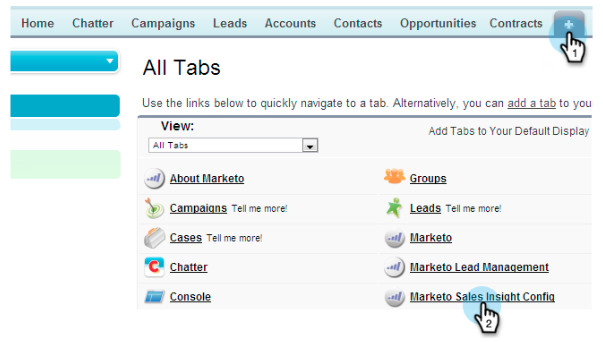 Home Chatter Campaigns Leads Accounts Contacts Opportunities Contracts +
1
All Tabs
Use the links below to quickly navigate to a tab. Alternatively, you can add a tab to you
View:
Add Tabs to Your Default Display
All Tabs
About Marketo Groups
Campaigns Tell me more! Leads Tell me more!
Cases Tell me more! Marketo
Chatter Marketo Lead Management
Console Marketo Sales Insight Config
2